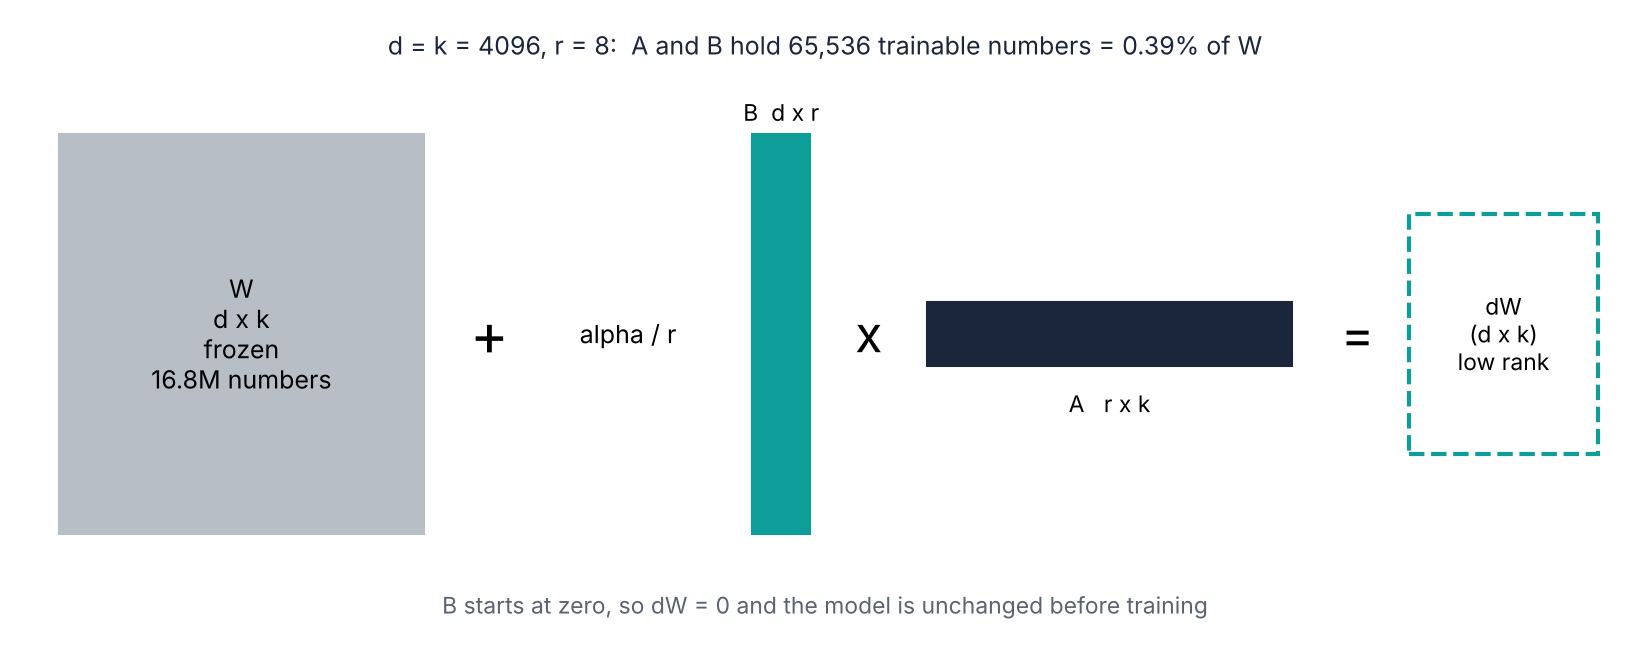 d = k = 4096, r = 8:  A and B hold 65,536 trainable numbers = 0.39% of W
B  d x r
W
d x k
frozen
16.8M numbers
+
alpha / r
x
A   r x k
=
dW
(d x k)
low rank
B starts at zero, so dW = 0 and the model is unchanged before training